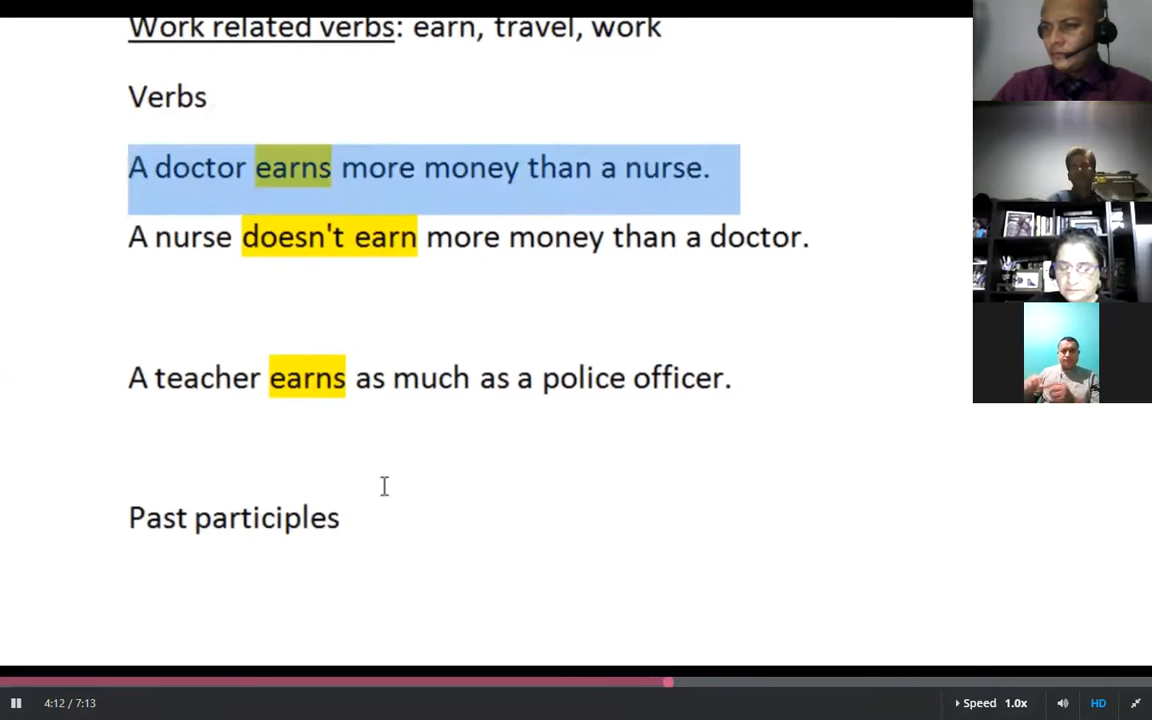 Work related verbs: earn, travel, work
Verbs
A doctor earns more money than a nurse.
A nurse doesn't earn more money than a doctor.
A teacher earns as much as a police officer.
Past participles
4:12 / 7:13
Speed 1.0x
HD